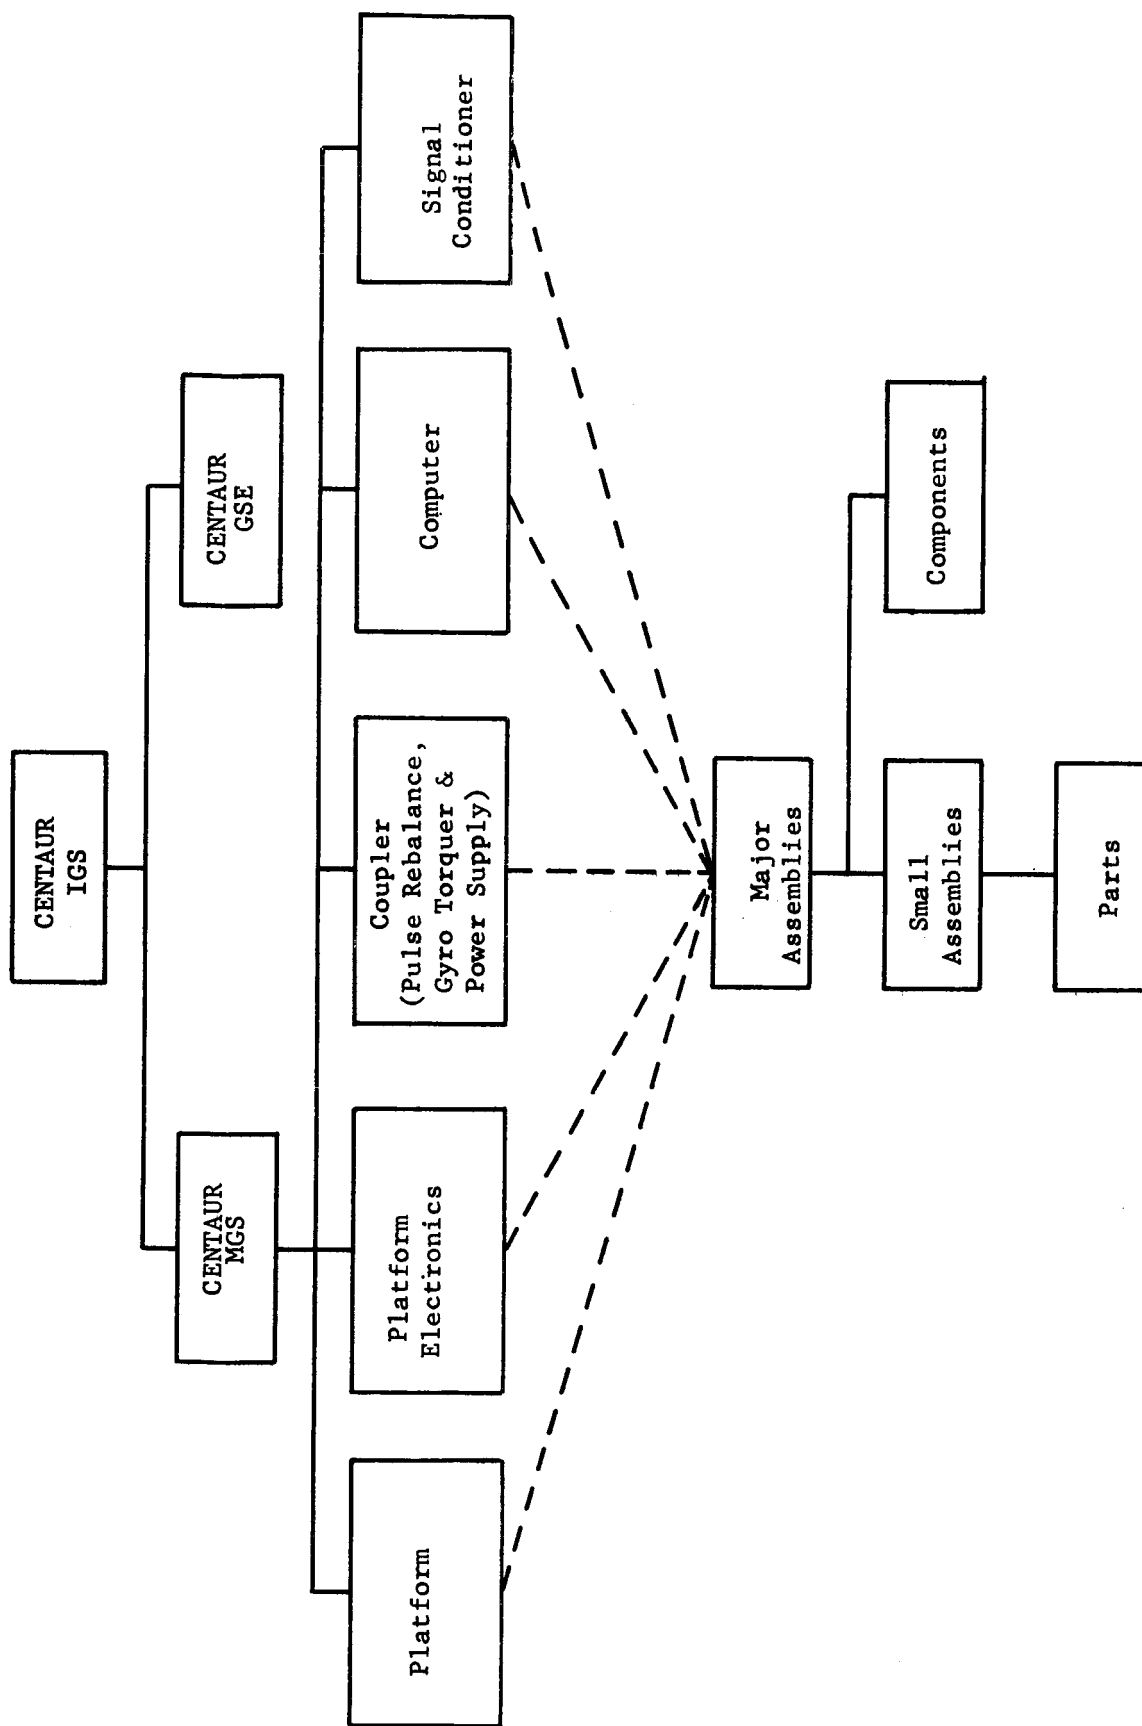 CENTAUR
IGS
CENTAUR
MGS
CENTAUR
GSE
Platform
Platform
Electronics
Coupler
(Pulse Rebalance,
Gyro Torquer &
Power Supply)
Computer
Signal
Conditioner
Major
Assemblies
Small
Assemblies
Components
Parts